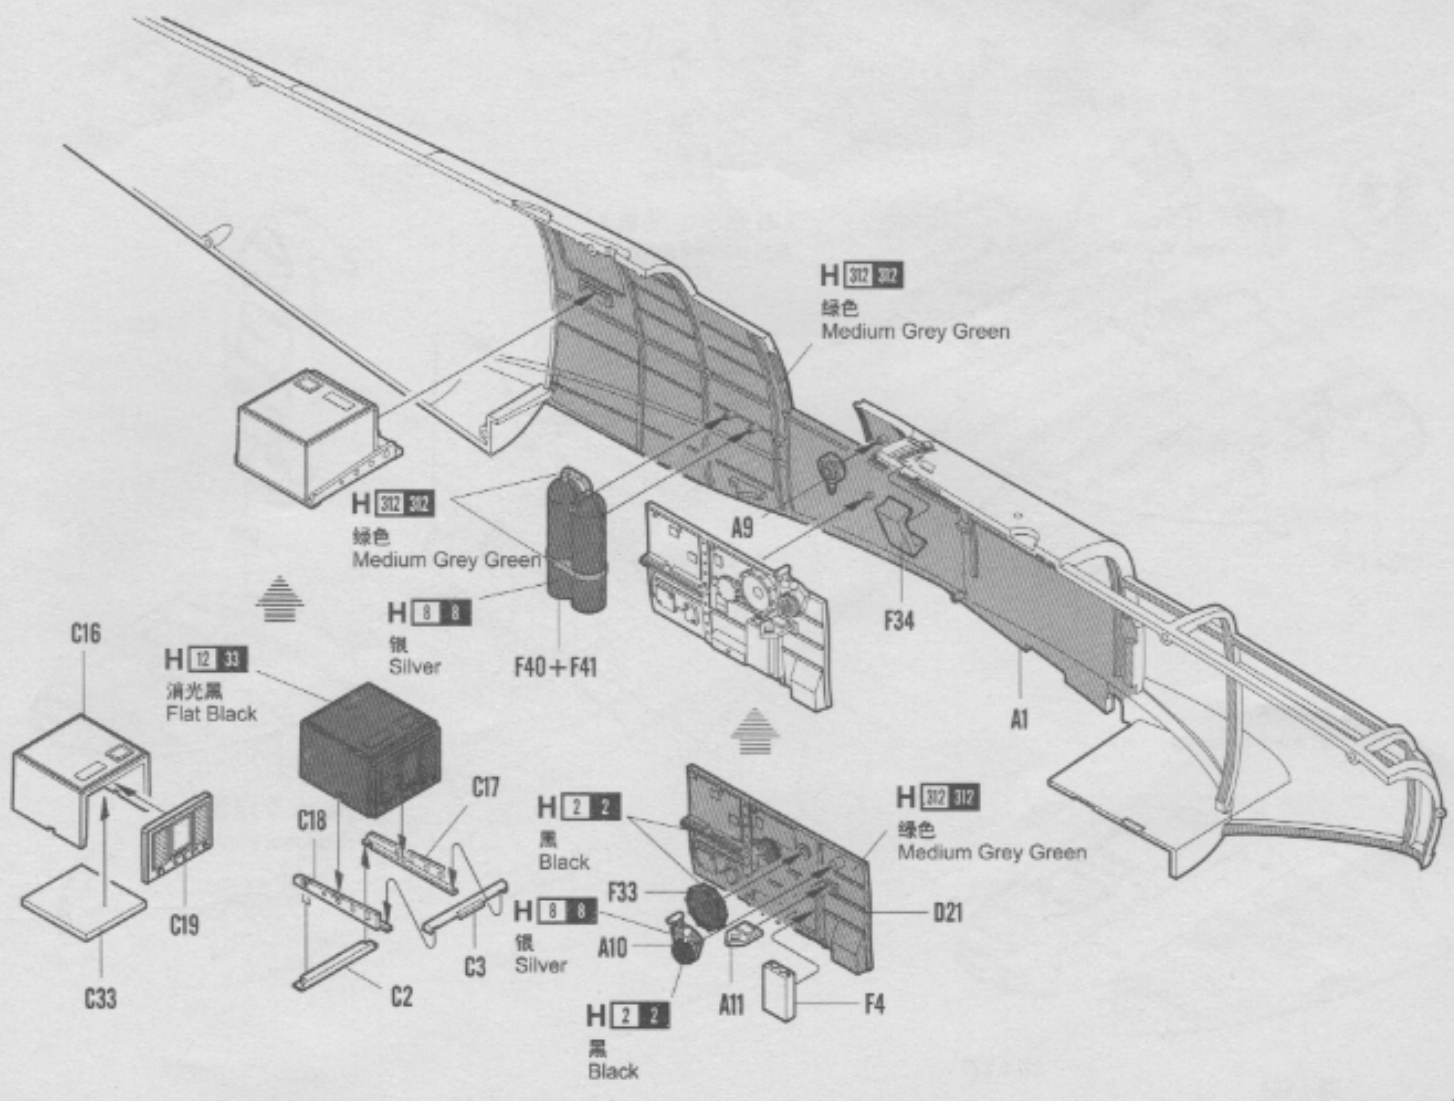 H 312 312
绿色
Medium Grey Green
H 312 312
绿色
Medium Grey Green
A9
H 8 8
银
Silver
F40+F41
F34
A1
C16
H 12 33
消光黑
Flat Black
C17
C18
C19
C33
C2
C3
H 2 2
黑
Black
H 312 312
绿色
Medium Grey Green
F33
H 8 8
银
Silver
A10
D21
A11
F4
H 2 2
黑
Black